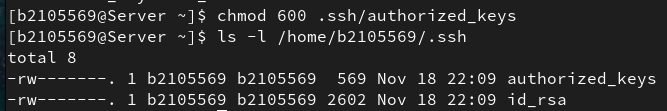 [b2105569@Server ~]$ chmod 600 .ssh/authorized_keys
[b2105569@Server ~]$ ls -l /home/b2105569/.ssh
total 8
-rw-------. 1 b2105569 b2105569  569 Nov 18 22:09 authorized_keys
-rw-------. 1 b2105569 b2105569 2602 Nov 18 22:09 id_rsa